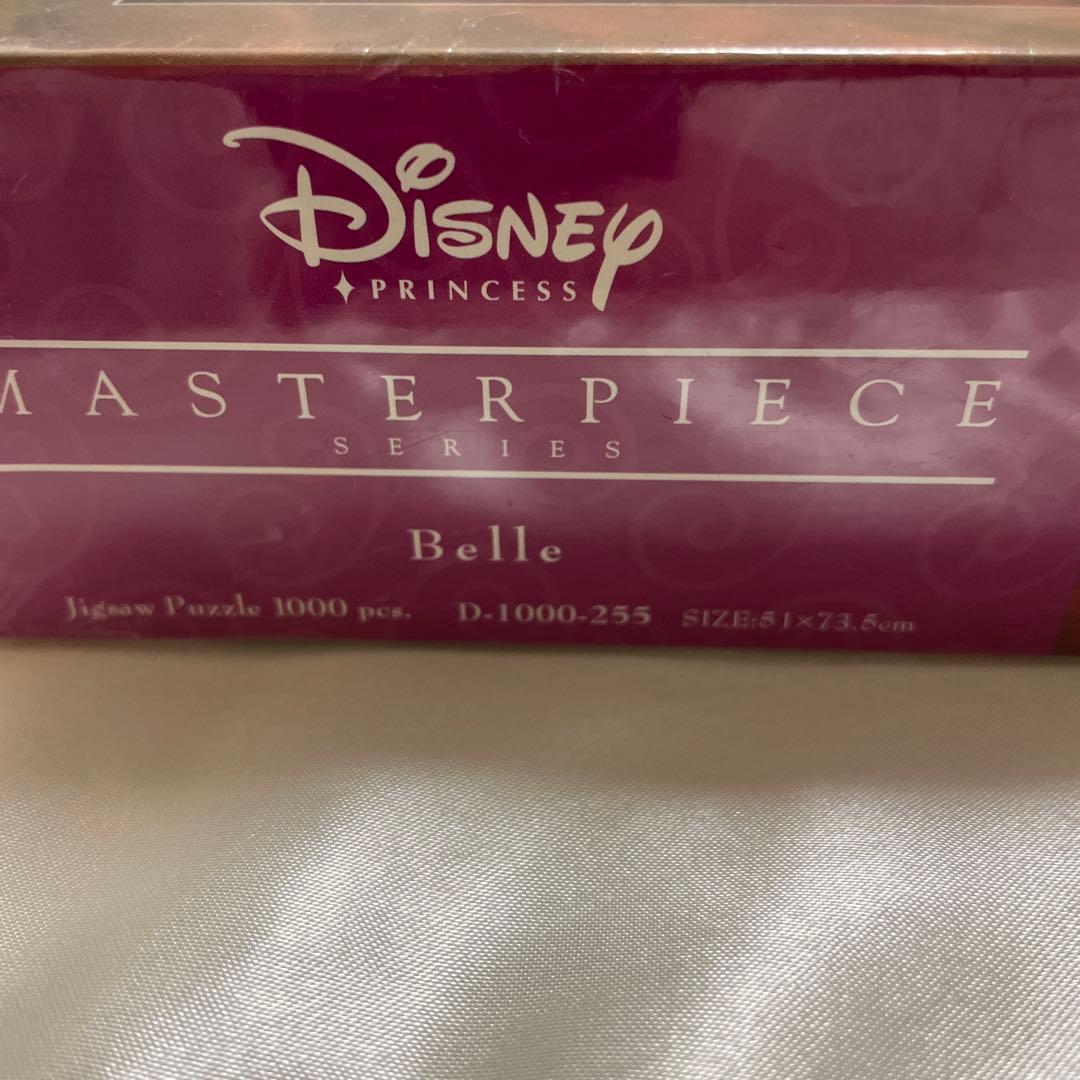 Disney
PRINCESS
MASTERPIECE
SERIES
Belle
Jigsaw Puzzle 1000 pcs. D-1000-255 SIZE:51×73.5cm